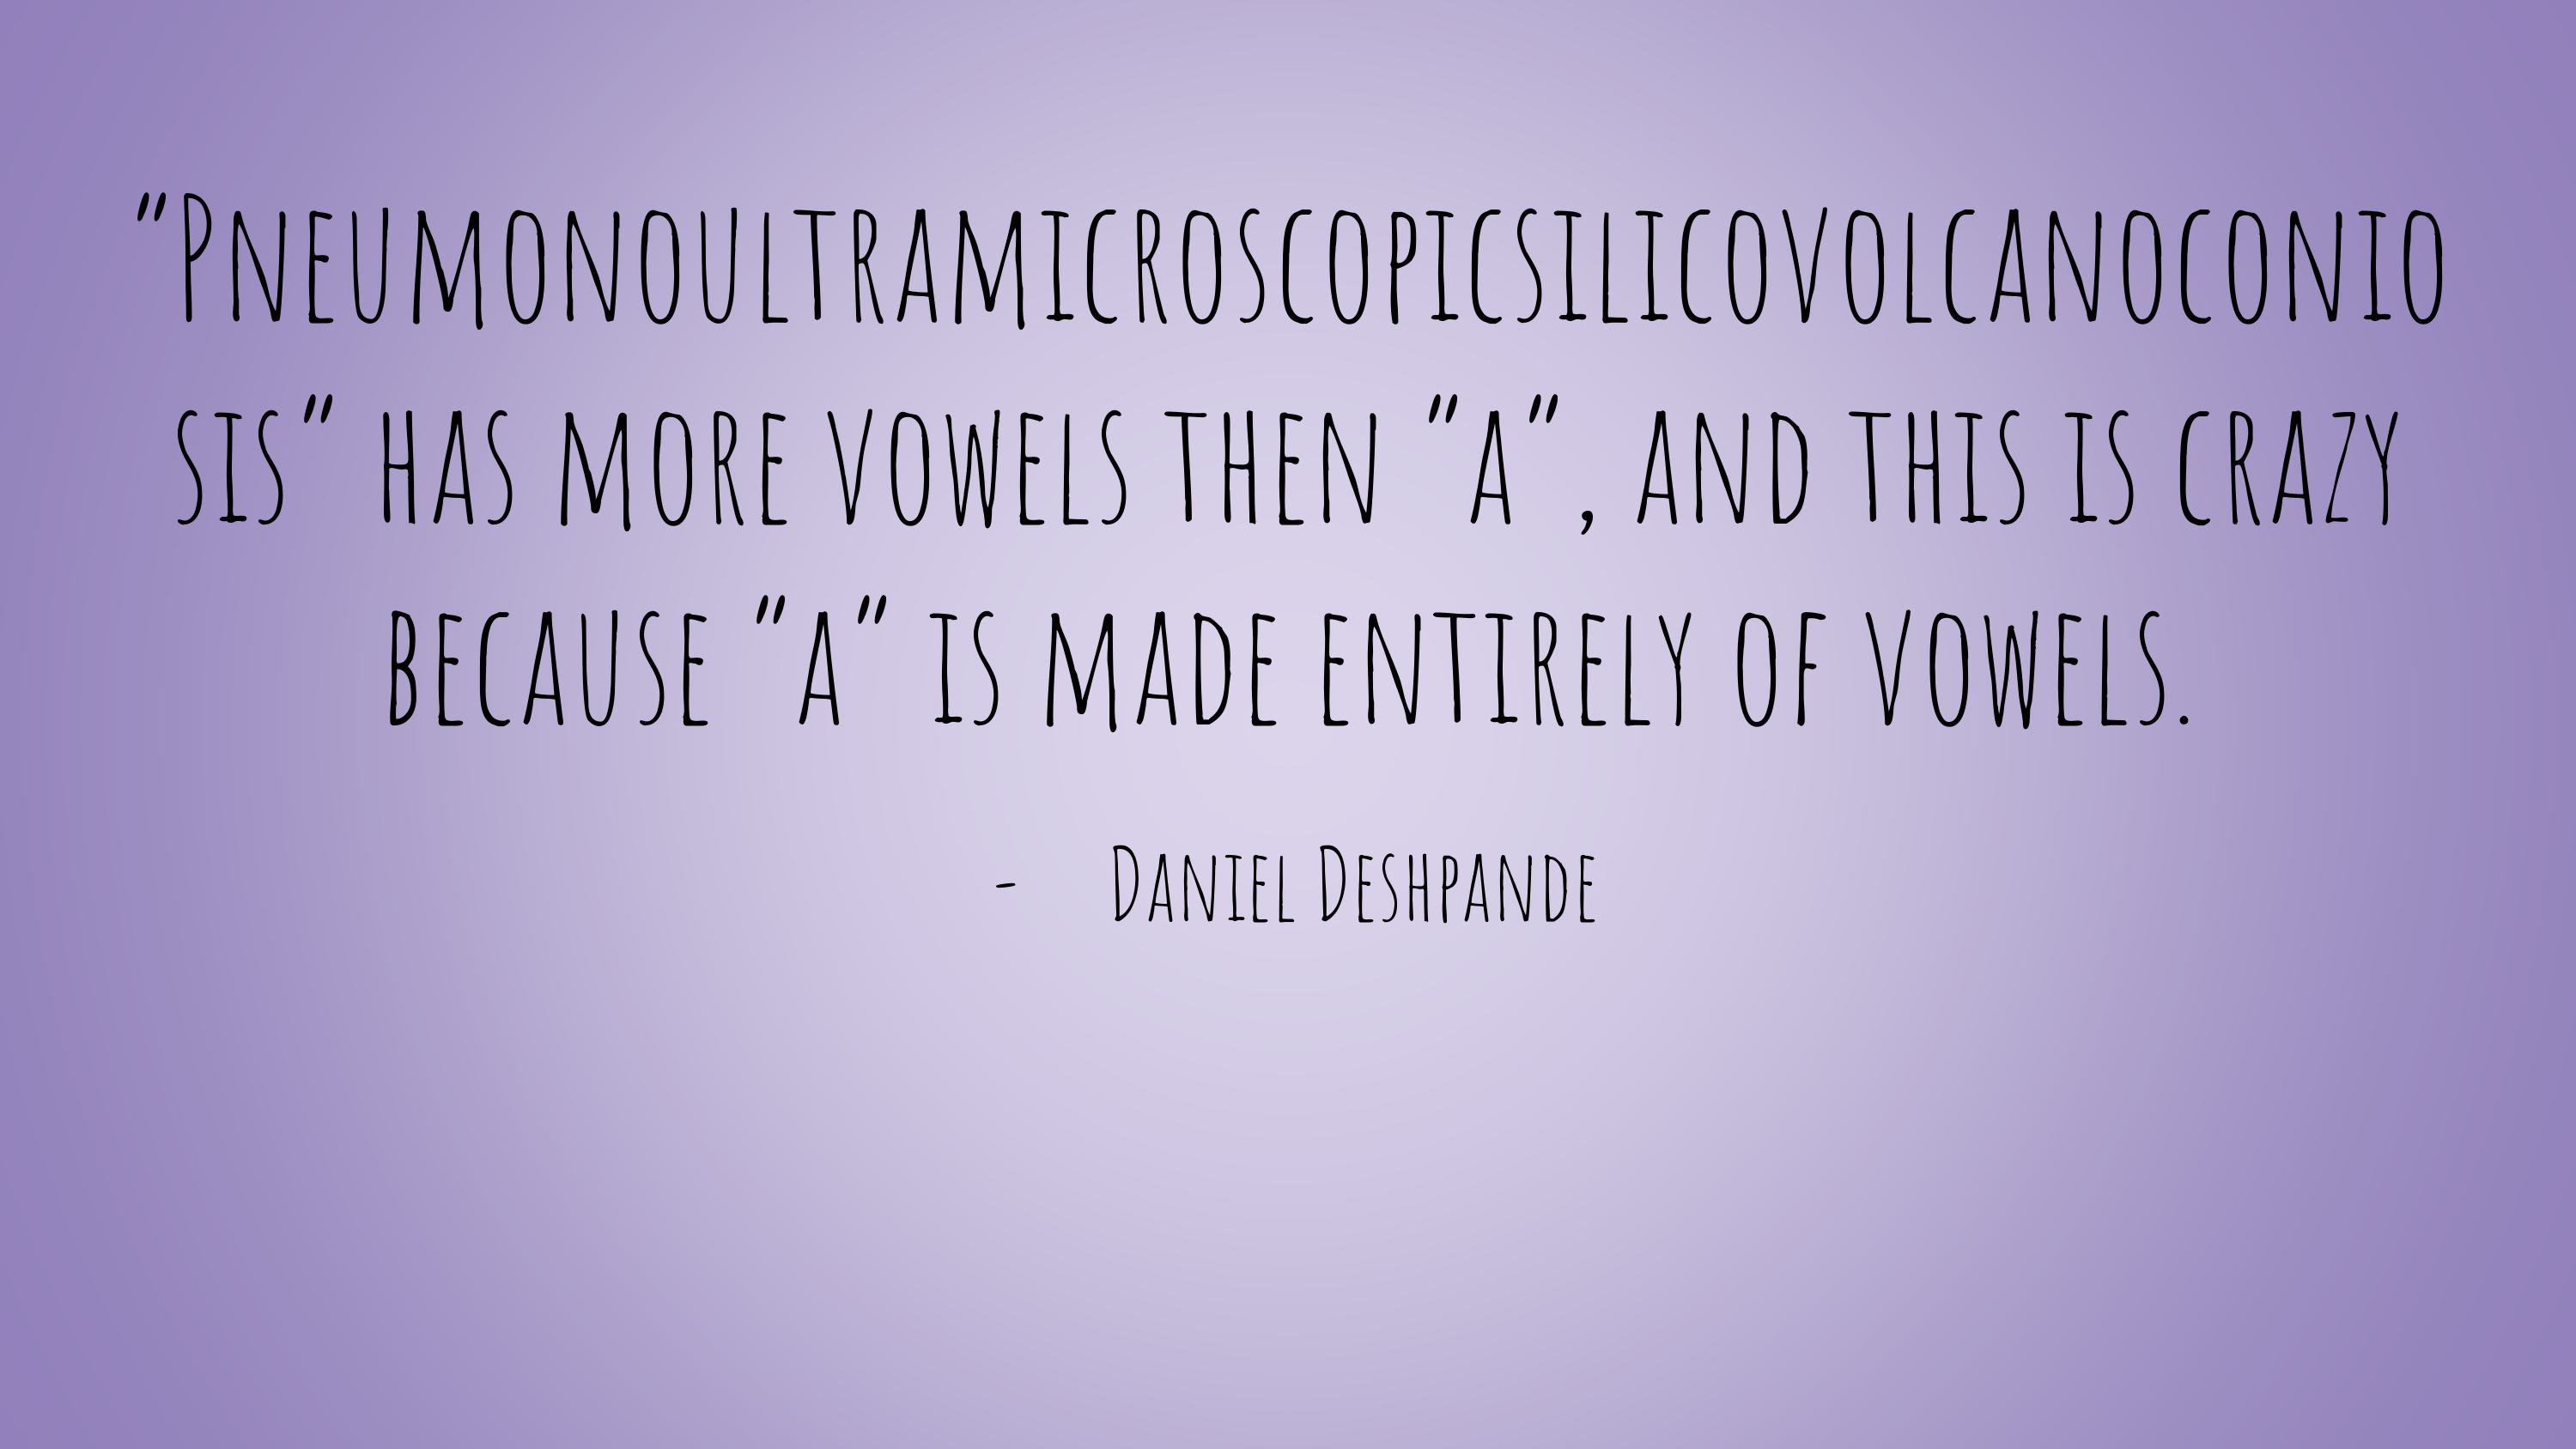 "Pneumonoultramicroscopicsilicovolcanoconio
sis" has more vowels then "a", and this is crazy
because "a" is made entirely of vowels.
- Daniel Deshpande